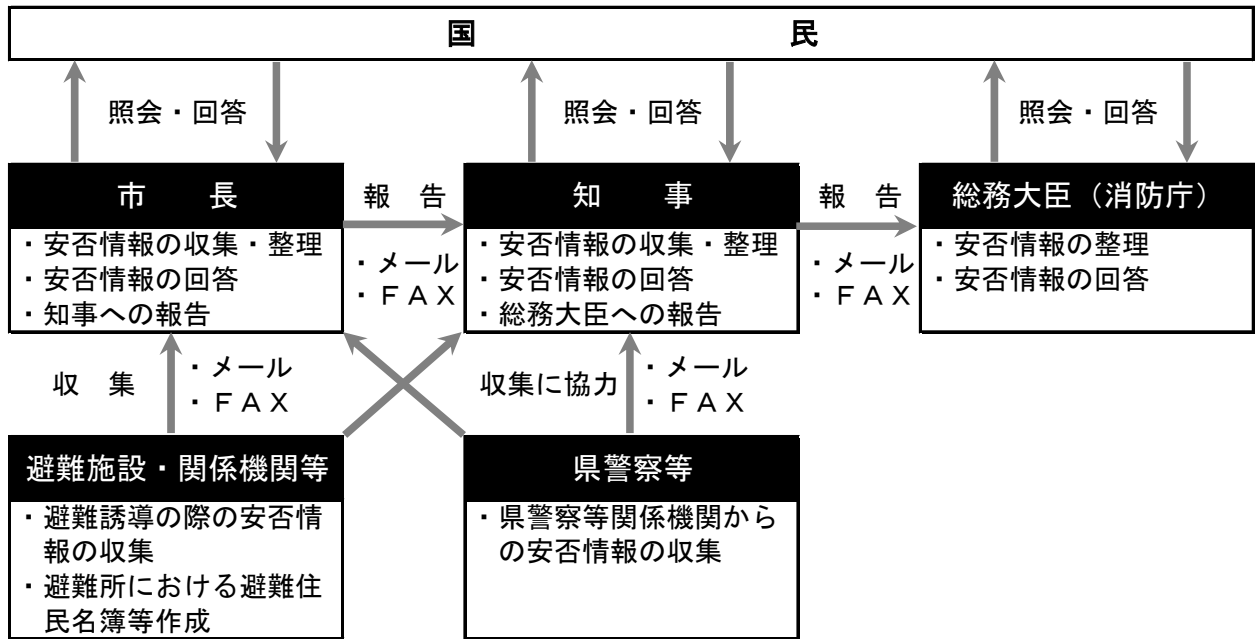 国　　　民
照会・回答
照会・回答
照会・回答
市　　長
・安否情報の収集・整理
・安否情報の回答
・知事への報告
報　告
・メール
・ＦＡＸ
知　　事
・安否情報の収集・整理
・安否情報の回答
・総務大臣への報告
報　告
・メール
・ＦＡＸ
総務大臣（消防庁）
・安否情報の整理
・安否情報の回答
収　集
・メール
・ＦＡＸ
収集に協力
・メール
・ＦＡＸ
避難施設・関係機関等
・避難誘導の際の安否情
報の収集
・避難所における避難住
民名簿等作成
県警察等
・県警察等関係機関から
の安否情報の収集